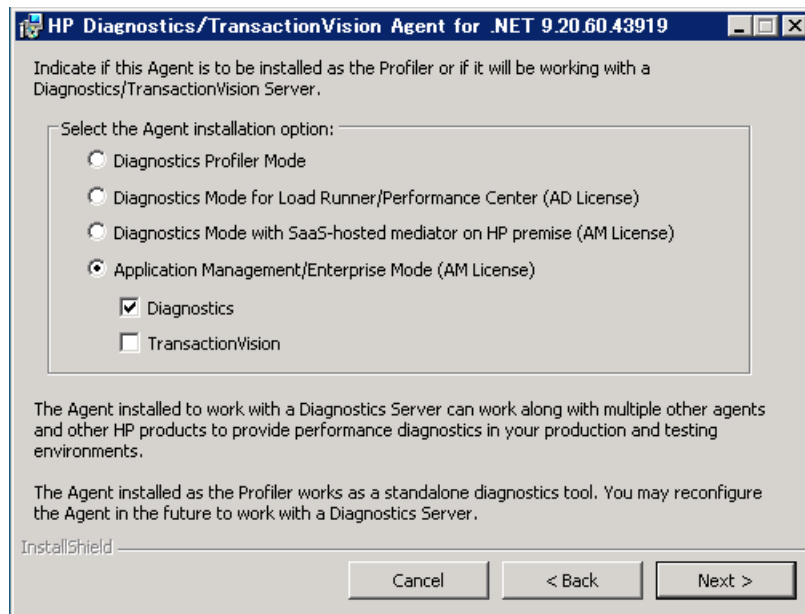 HP Diagnostics/TransactionVision Agent for .NET 9.20.60.43919
Indicate if this Agent is to be installed as the Profiler or if it will be working with a
Diagnostics/TransactionVision Server.
Select the Agent installation option:
Diagnostics Profiler Mode
Diagnostics Mode for Load Runner/Performance Center (AD License)
Diagnostics Mode with SaaS-hosted mediator on HP premise (AM License)
Application Management/Enterprise Mode (AM License)
Diagnostics
TransactionVision
The Agent installed to work with a Diagnostics Server can work along with multiple other agents
and other HP products to provide performance diagnostics in your production and testing
environments.
The Agent installed as the Profiler works as a standalone diagnostics tool. You may reconfigure
the Agent in the future to work with a Diagnostics Server.
InstallShield
Cancel
< Back
Next >